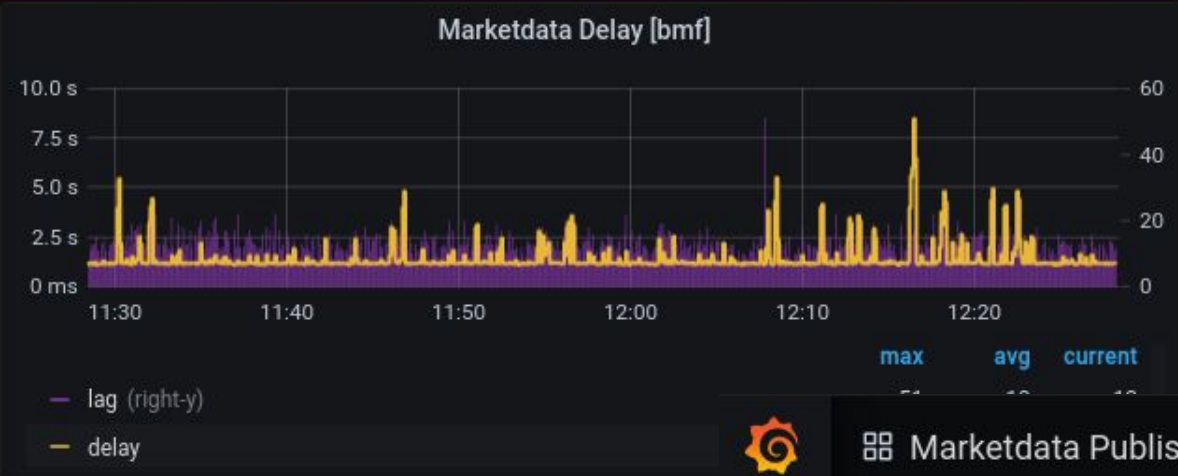 Marketdata Delay [bmf]
10.0 s 60
7.5 s
40
5.0 s
20
2.5 s
0 ms 0
11:30 11:40 11:50 12:00 12:10 12:20
max avg current
lag (right-y)
delay
Marketdata Publis